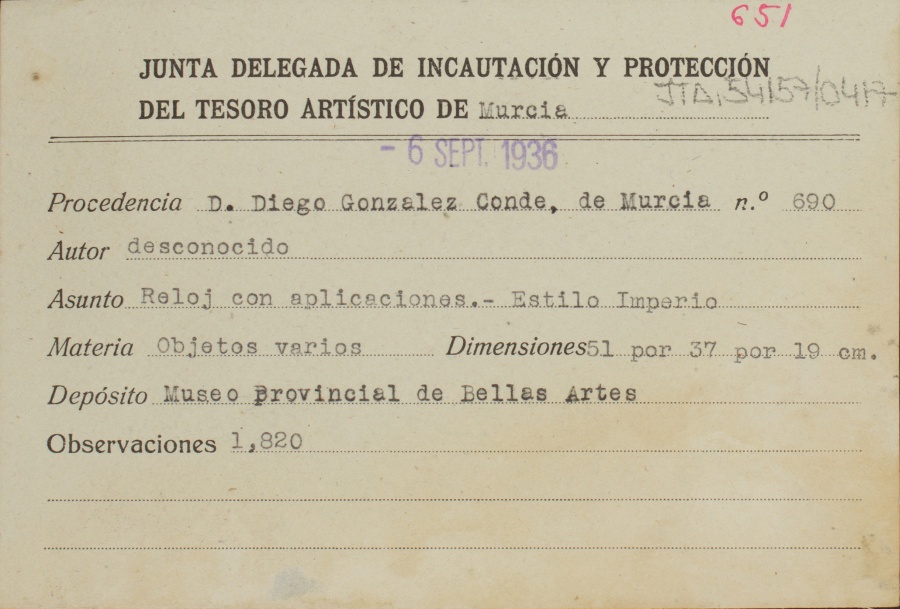 651
JUNTA DELEGADA DE INCAUTACIÓN Y PROTECCIÓN
DEL TESORO ARTÍSTICO DE Murcia
JTA,54157/0417
- 6 SEPT. 1936
Procedencia D. Diego Gonzalez Conde, de Murcia n.º 690
Autor desconocido
Asunto Reloj con aplicaciones.- Estilo Imperio
Materia Objetos varios Dimensiones 51 por 37 por 19 cm.
Depósito Museo Provincial de Bellas Artes
Observaciones 1,820